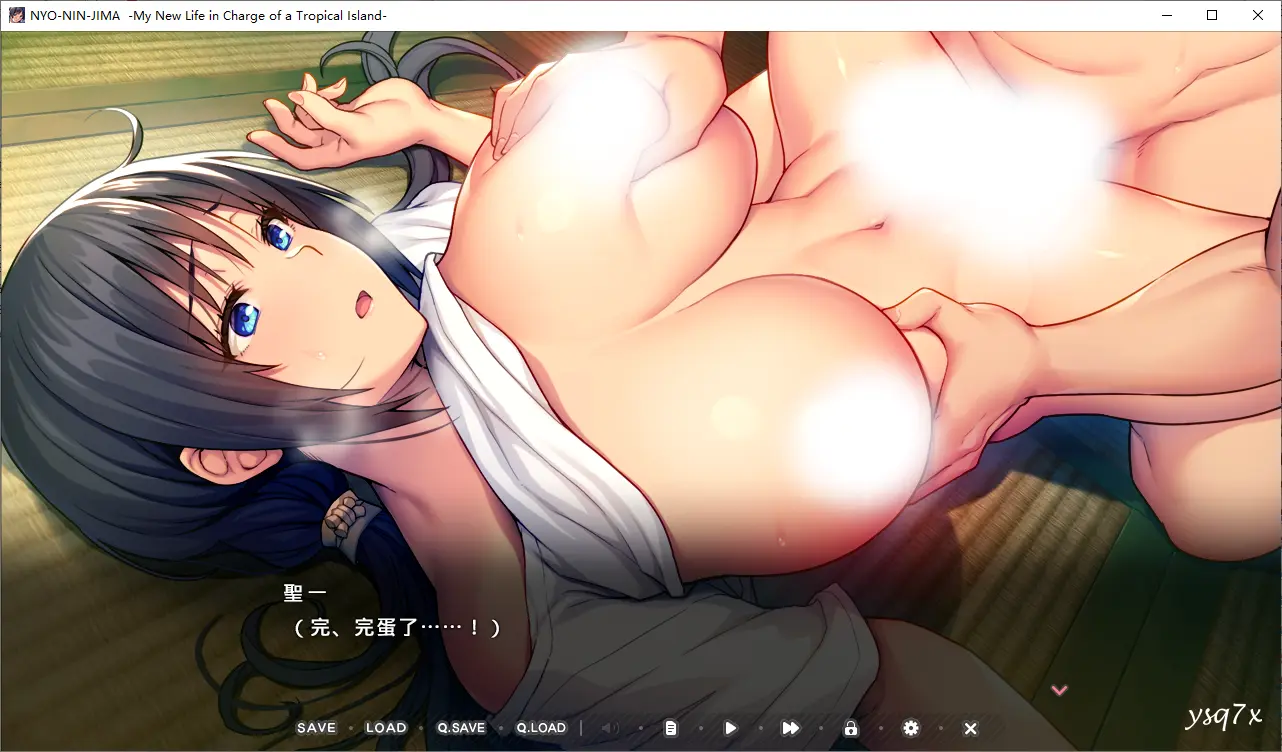 NYO-NIN-JIMA -My New Life in Charge of a Tropical Island-
聖一
（完、完蛋了……！）
SAVE LOAD Q.SAVE Q.LOAD
ysq7x